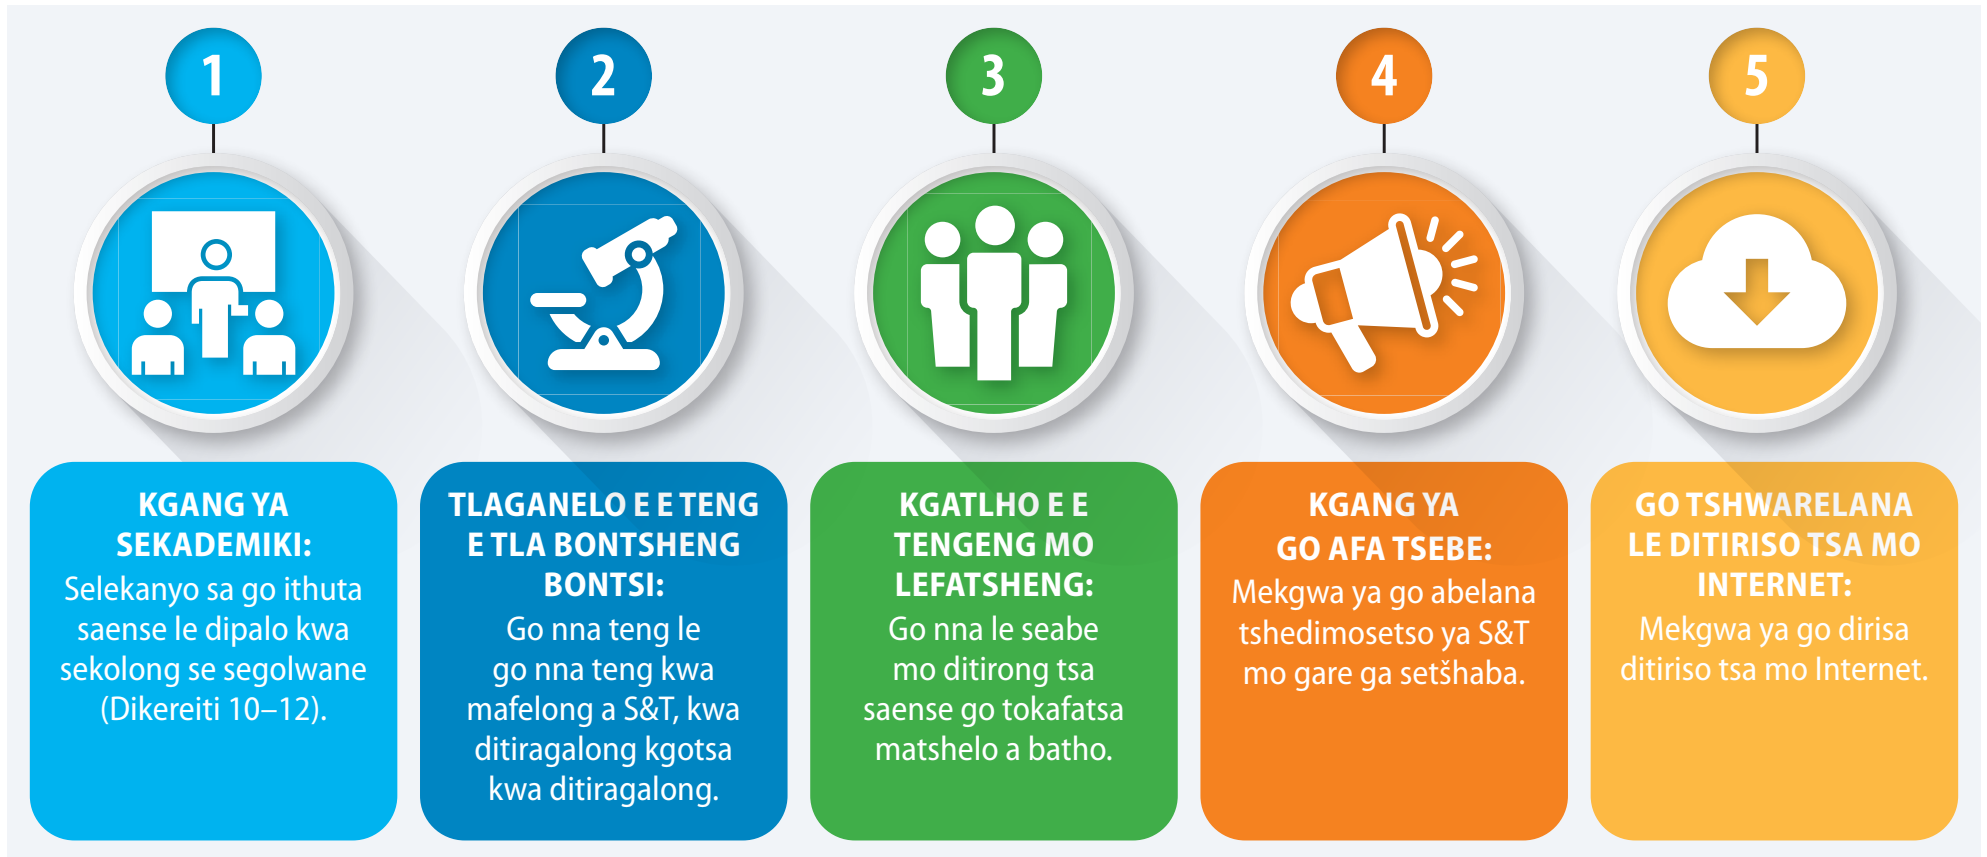 1
KGANG YA
SEKADEMIKI:
Selekanyo sa go ithuta
saense le dipalo kwa
sekolong se segolwane
(Dikereiti 10–12).
2
TLAGANELO E E TENG
E TLA BONTSHENG
BONTSI:
Go nna teng le
go nna teng kwa
mafelong a S&T, kwa
ditiragalong kgotsa
kwa ditiragalong.
3
KGATLHO E E
TENGENG MO
LEFATSHENG:
Go nna le seabe
mo ditirong tsa
saense go tokafatsa
matshelo a batho.
4
KGANG YA
GO AFA TSEBE:
Mekgwa ya go abelana
tshedimosetso ya S&T
mo gare ga setšhaba.
5
GO TSHWARELANA
LE DITIRISO TSA MO
INTERNET:
Mekgwa ya go dirisa
ditiriso tsa mo Internet.